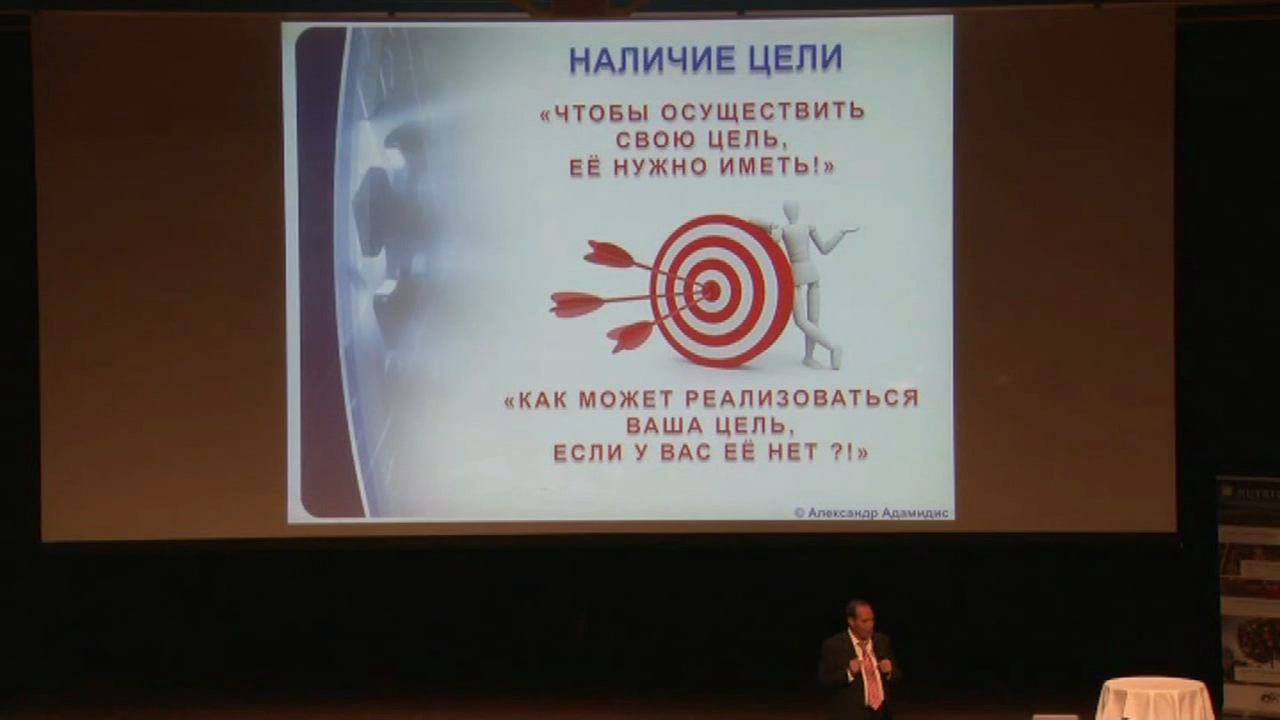 НАЛИЧИЕ ЦЕЛИ
«ЧТОБЫ ОСУЩЕСТВИТЬ
СВОЮ ЦЕЛЬ,
ЕЁ НУЖНО ИМЕТЬ!»
«КАК МОЖЕТ РЕАЛИЗОВАТЬСЯ
ВАША ЦЕЛЬ,
ЕСЛИ У ВАС ЕЁ НЕТ ?!»
© Александр Адамидис